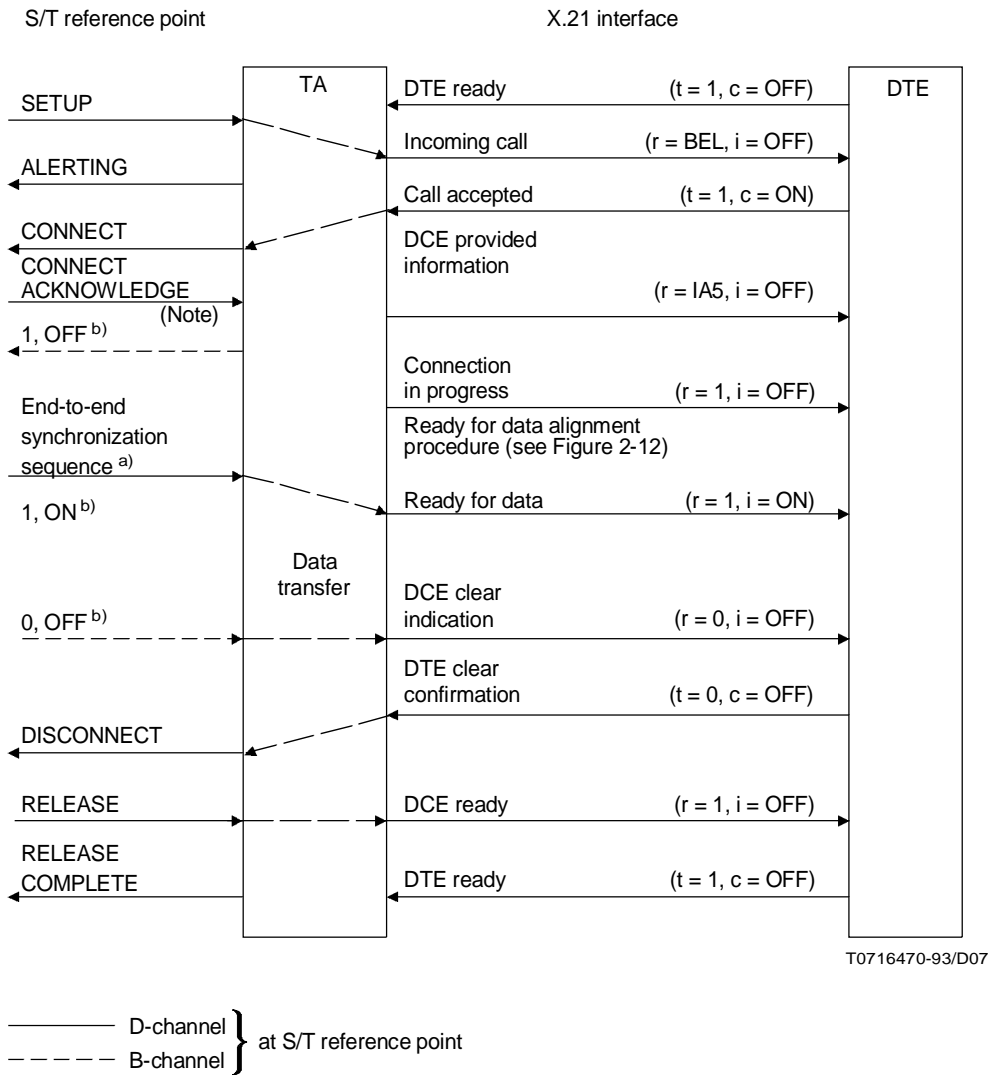 S/T reference point
X.21 interface
TA
DTE
SETUP
DTE ready (t = 1, c = OFF)
Incoming call (r = BEL, i = OFF)
ALERTING
Call accepted (t = 1, c = ON)
CONNECT
DCE provided
information
CONNECT
ACKNOWLEDGE
(Note)
(r = IA5, i = OFF)
1, OFF b)
Connection
in progress (r = 1, i = OFF)
End-to-end
synchronization
sequence a)
Ready for data alignment
procedure (see Figure 2-12)
1, ON b)
Ready for data (r = 1, i = ON)
Data
transfer
0, OFF b)
DCE clear
indication (r = 0, i = OFF)
DTE clear
confirmation (t = 0, c = OFF)
DISCONNECT
RELEASE
DCE ready (r = 1, i = OFF)
RELEASE
COMPLETE
DTE ready (t = 1, c = OFF)
T0716470-93/D07
D-channel
B-channel
at S/T reference point